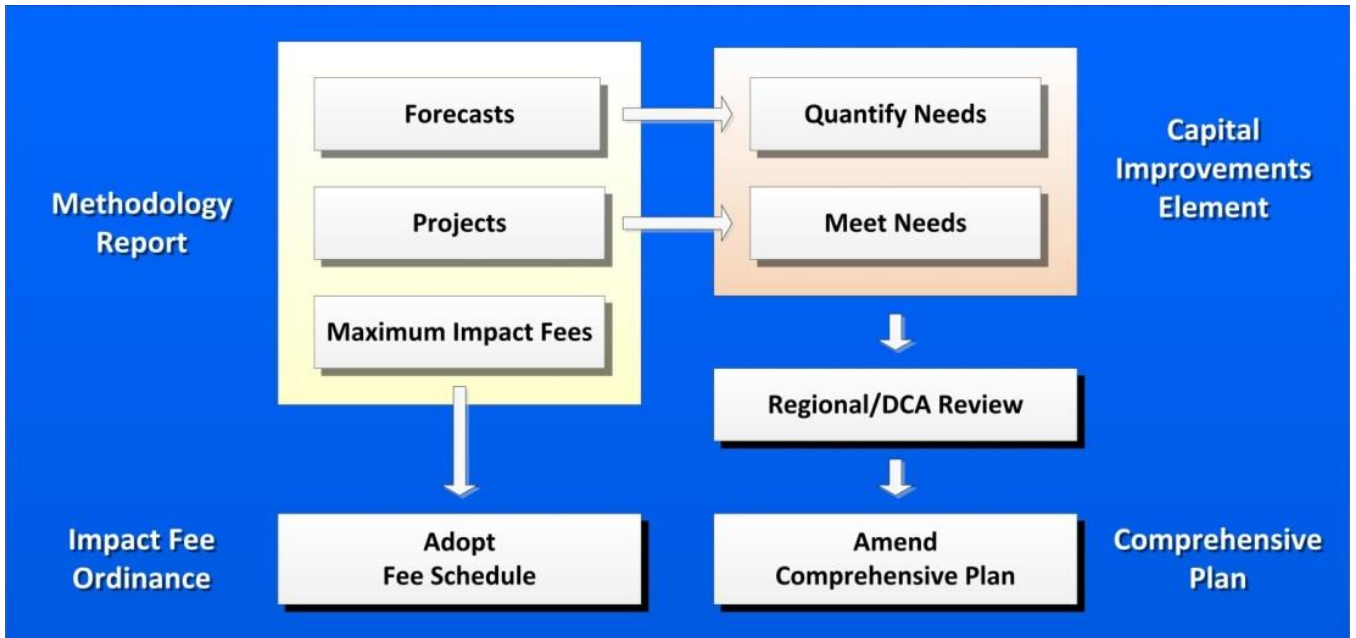 Methodology
Report
Forecasts
Projects
Maximum Impact Fees
Quantify Needs
Meet Needs
Capital
Improvements
Element
Regional/DCA Review
Impact Fee
Ordinance
Adopt
Fee Schedule
Amend
Comprehensive Plan
Comprehensive
Plan